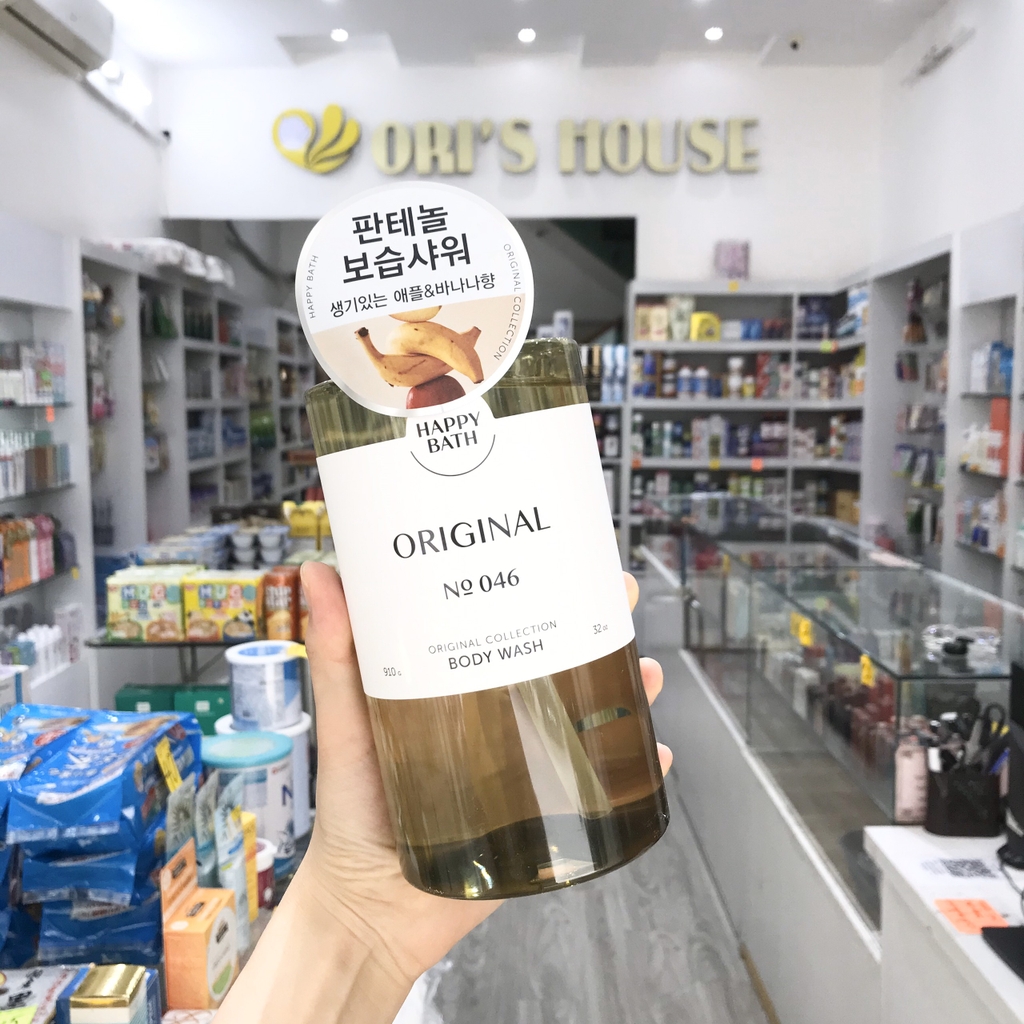 ORI'S HOUSE
판테놀
보습샤워
생기있는 애플&바나나향
HAPPY BATH
ORIGINAL COLLECTION
HAPPY
BATH
ORIGINAL
№ 046
ORIGINAL COLLECTION
BODY WASH
910 G
32 oz